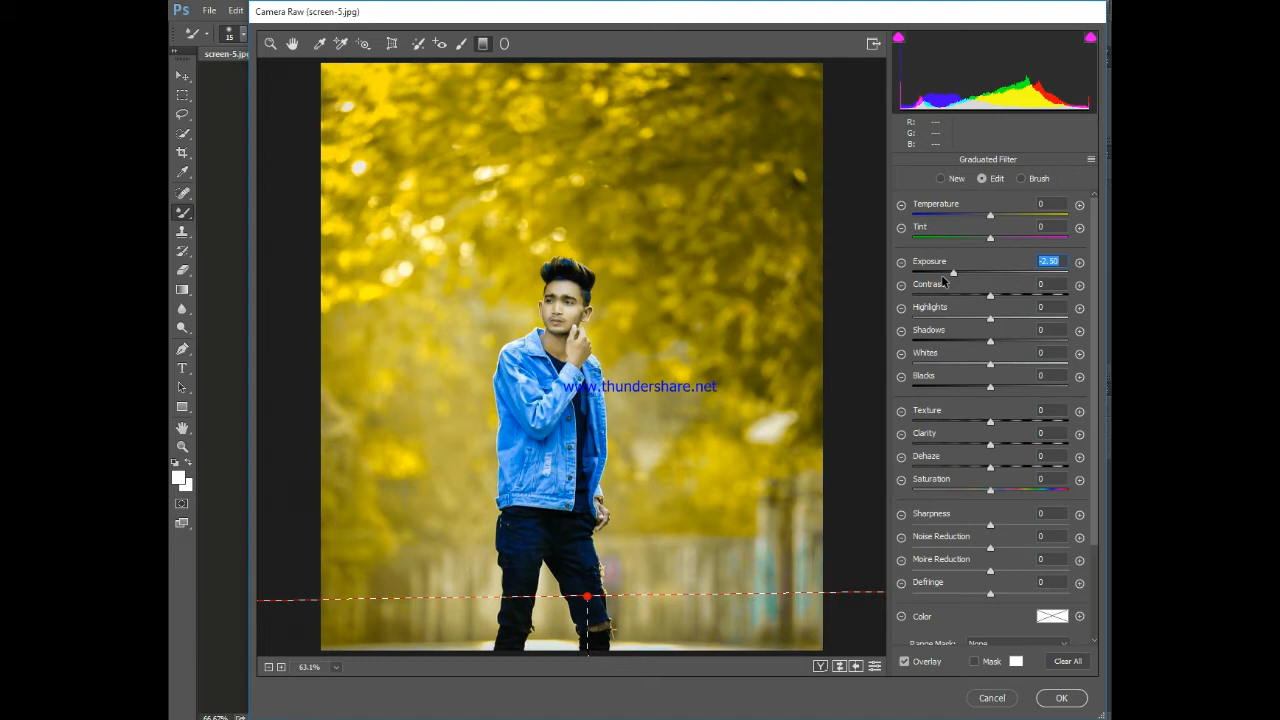 Ps File Edit
Camera Raw (screen-5.jpg)
15
screen-5.jp
R: ---
G: ---
B: ---
Graduated Filter
New Edit Brush
Temperature 0
Tint 0
Exposure -2.50
Contrast 0
Highlights 0
Shadows 0
Whites 0
Blacks 0
www.thundershare.net
Texture 0
Clarity 0
Dehaze 0
Saturation 0
Sharpness 0
Noise Reduction 0
Moire Reduction 0
Defringe 0
Color
Range Mask: None
63.1%
Y
Overlay Mask Clear All
Cancel OK
66.67%